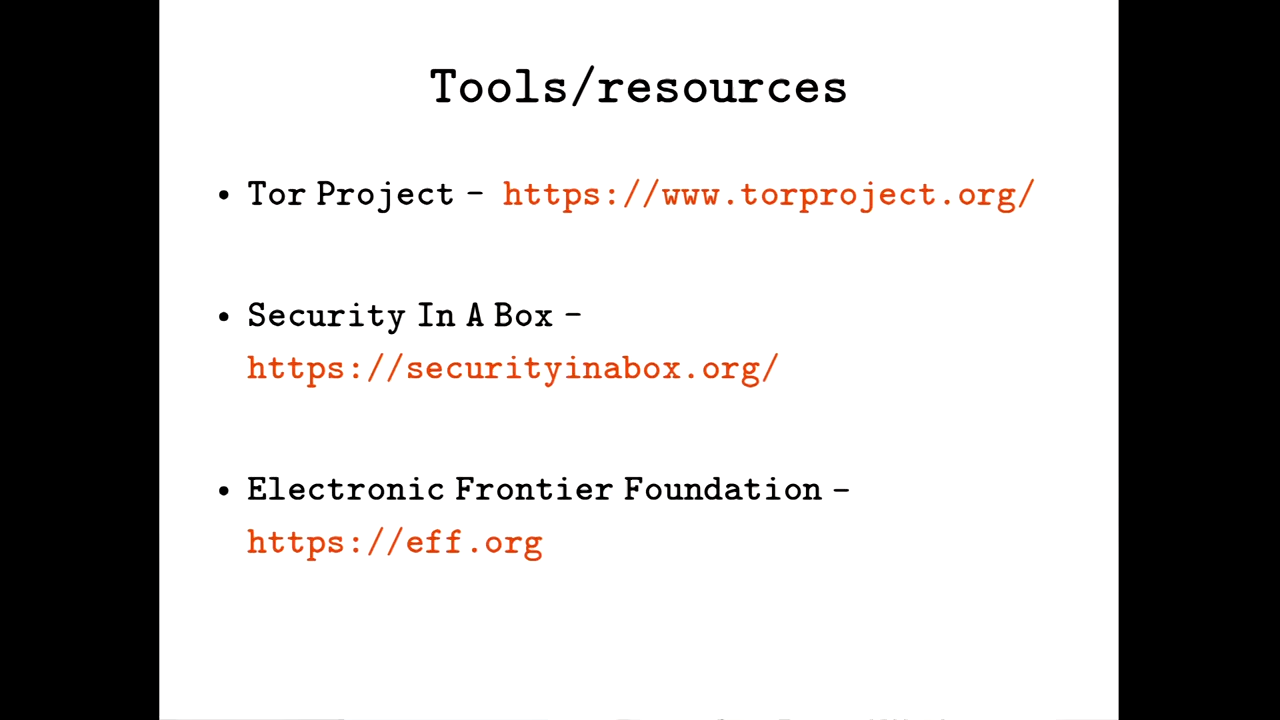 Tools/resources
• Tor Project – https://www.torproject.org/
• Security In A Box –
https://securityinabox.org/
• Electronic Frontier Foundation –
https://eff.org